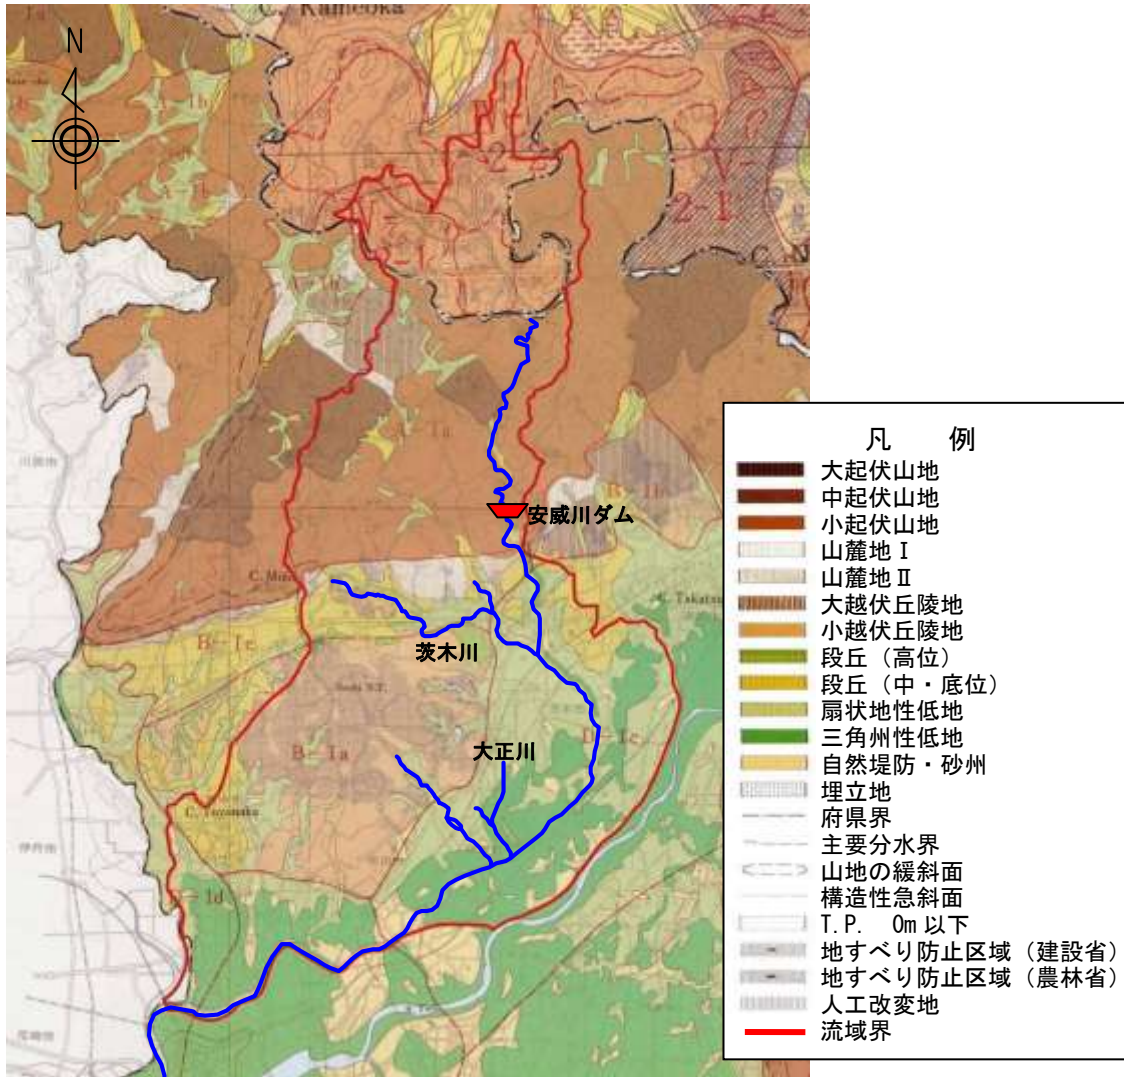 C. Kameoka
N
2-1
A-Ia
安威川ダム
茨木川
B-Ie
B-Ia
大正川
凡 例
大起伏山地
中起伏山地
小起伏山地
山麓地Ⅰ
山麓地Ⅱ
大越伏丘陵地
小越伏丘陵地
段丘（高位）
段丘（中・底位）
扇状地性低地
三角州性低地
自然堤防・砂州
埋立地
府県界
主要分水界
山地の緩斜面
構造性急斜面
T.P. 0m以下
地すべり防止区域（建設省）
地すべり防止区域（農林省）
人工改変地
流域界